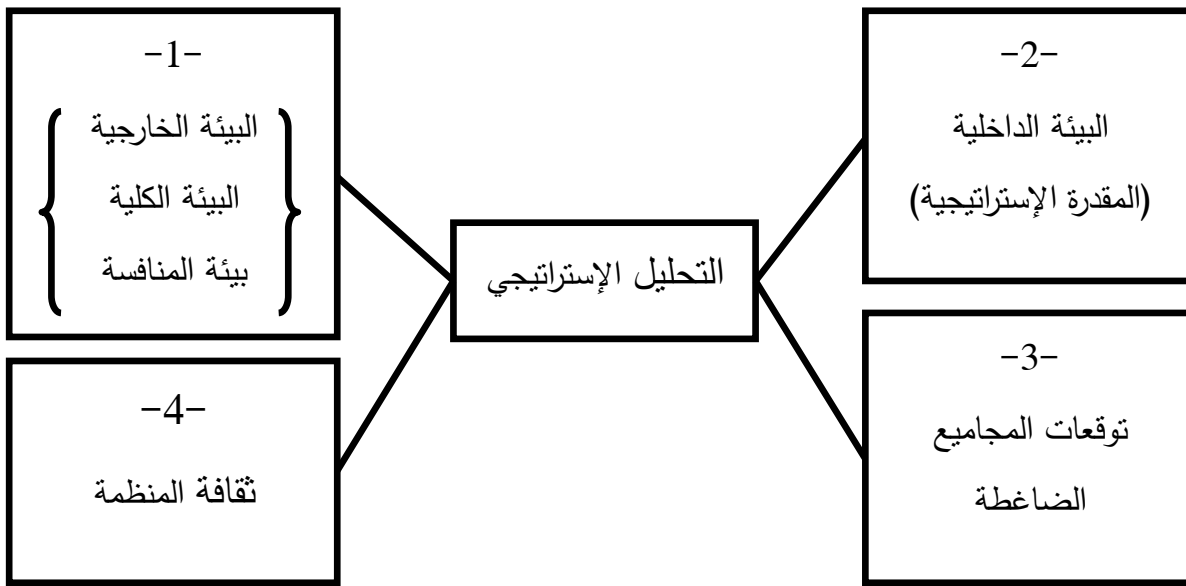 -1-
البيئة الخارجية
البيئة الكلية
بيئة المنافسة
-2-
البيئة الداخلية
(المقدرة الإستراتيجية)
التحليل الإستراتيجي
-3-
توقعات المجاميع
الضاغطة
-4-
ثقافة المنظمة